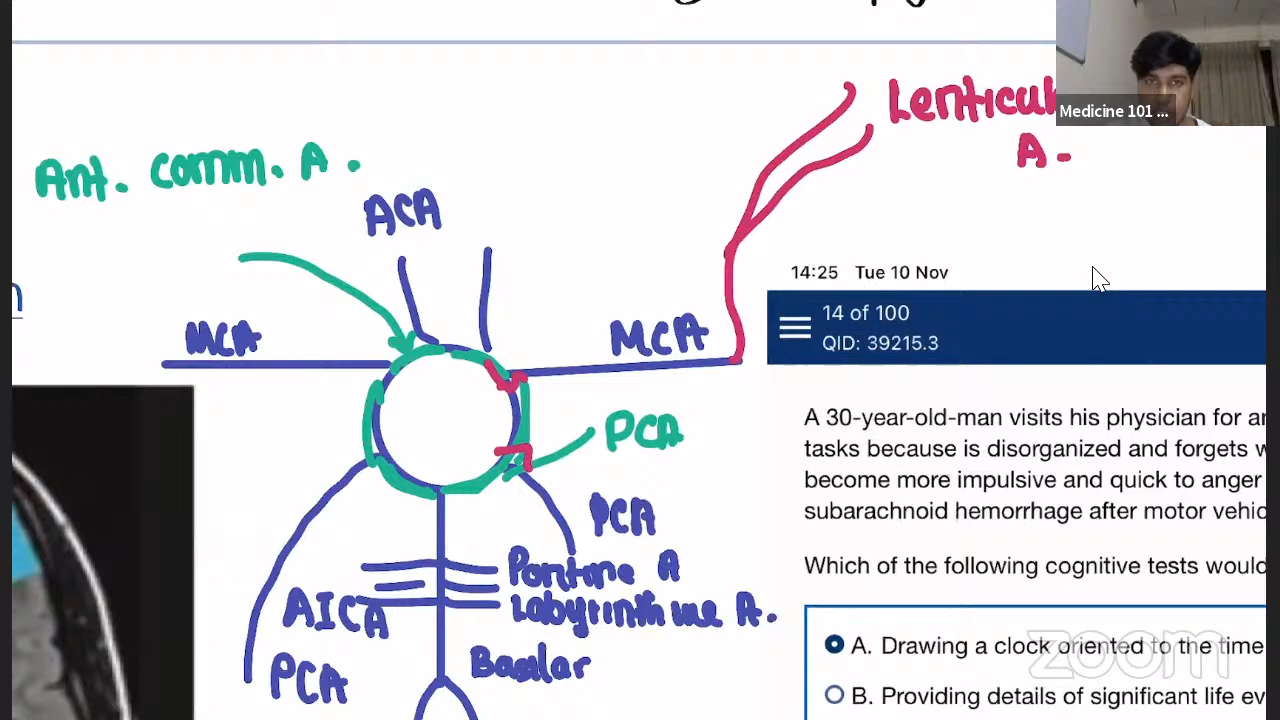 Lenticul
A.
Medicine 101 ...
Ant. comm. A.
ACA
MCA
MCA
PCA
PCA
Pontine A
Labyrinthine A.
AICA
Basilar
PCA
14:25 Tue 10 Nov
14 of 100
QID: 39215.3
A 30-year-old-man visits his physician for an
tasks because is disorganized and forgets w
become more impulsive and quick to anger
subarachnoid hemorrhage after motor vehic
Which of the following cognitive tests would
A. Drawing a clock oriented to the time
B. Providing details of significant life ev
zoom